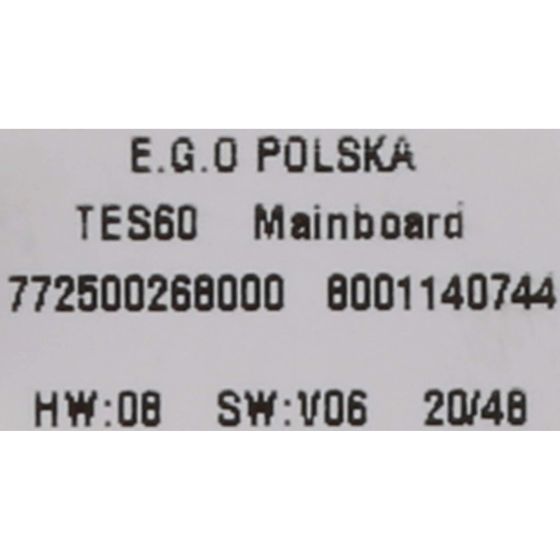 E.G.O POLSKA
TES60 Mainboard
772500268000 8001140744
HW:08 SW:V06 20/48